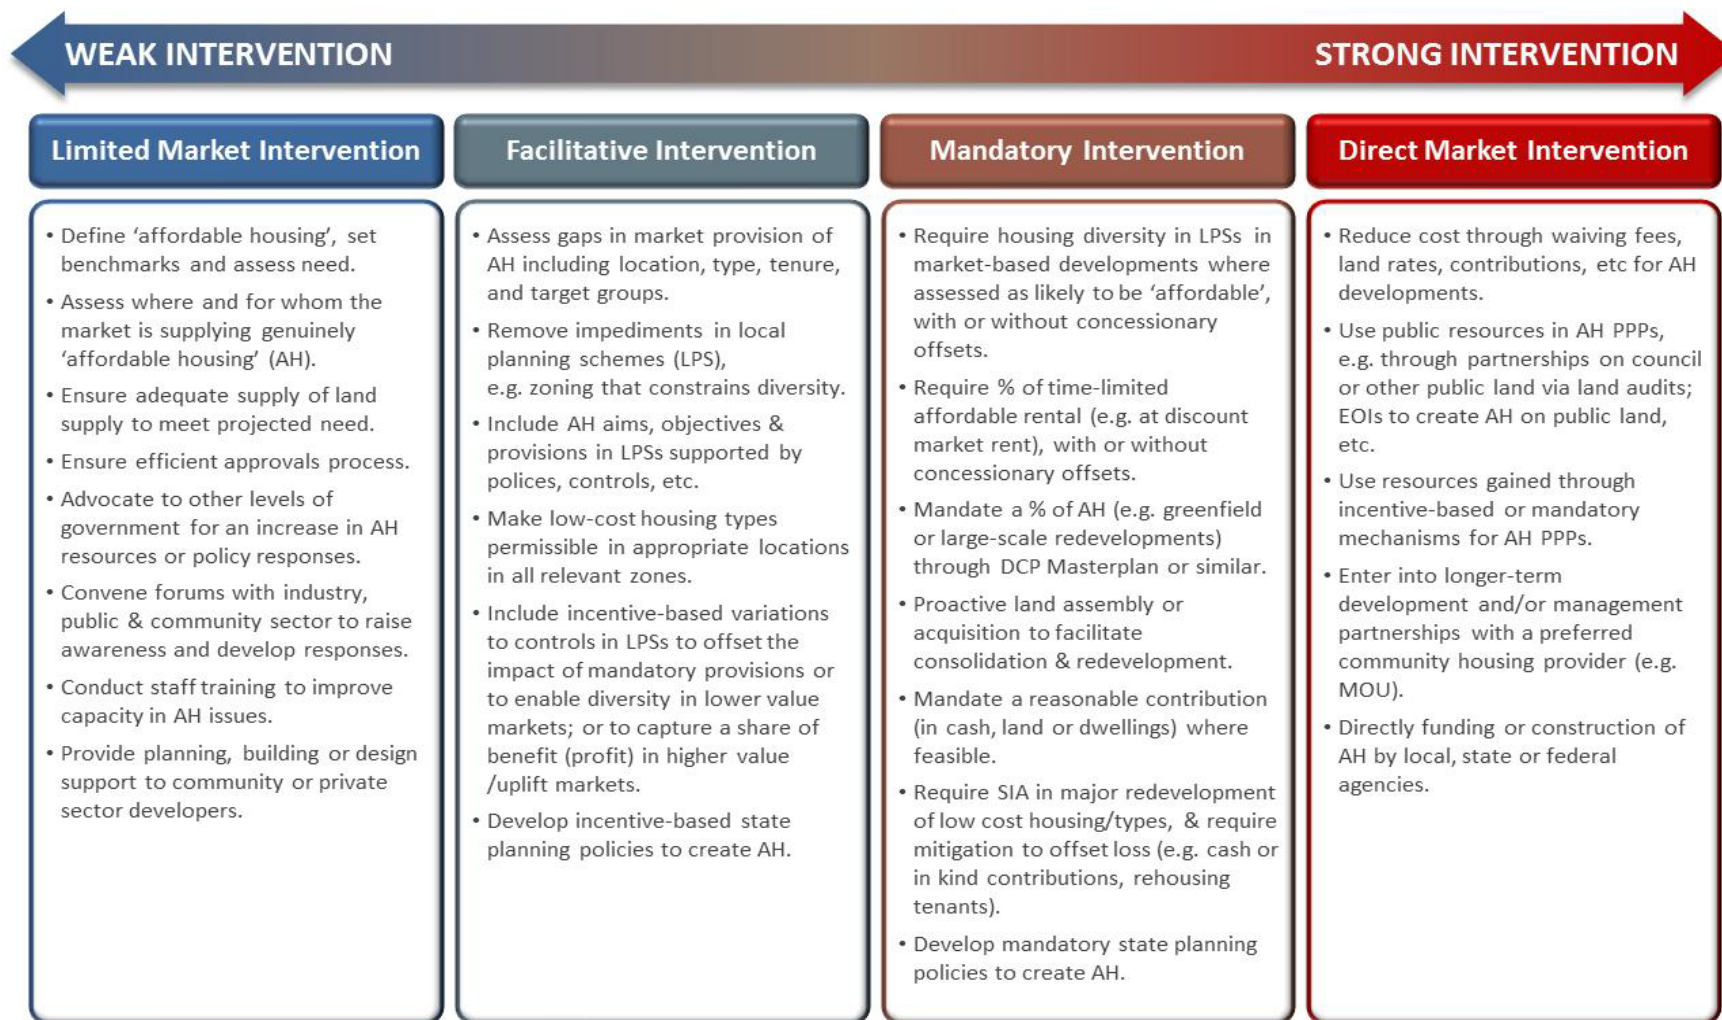 WEAK INTERVENTION
STRONG INTERVENTION
Limited Market Intervention
• Define ‘affordable housing’, set
benchmarks and assess need.
• Assess where and for whom the
market is supplying genuinely
‘affordable housing’ (AH).
• Ensure adequate supply of land
supply to meet projected need.
• Ensure efficient approvals process.
• Advocate to other levels of
government for an increase in AH
resources or policy responses.
• Convene forums with industry,
public & community sector to raise
awareness and develop responses.
• Conduct staff training to improve
capacity in AH issues.
• Provide planning, building or design
support to community or private
sector developers.
Facilitative Intervention
• Assess gaps in market provision of
AH including location, type, tenure,
and target groups.
• Remove impediments in local
planning schemes (LPS),
e.g. zoning that constrains diversity.
• Include AH aims, objectives &
provisions in LPSs supported by
polices, controls, etc.
• Make low-cost housing types
permissible in appropriate locations
in all relevant zones.
• Include incentive-based variations
to controls in LPSs to offset the
impact of mandatory provisions or
to enable diversity in lower value
markets; or to capture a share of
benefit (profit) in higher value
/uplift markets.
• Develop incentive-based state
planning policies to create AH.
Mandatory Intervention
• Require housing diversity in LPSs in
market-based developments where
assessed as likely to be ‘affordable’,
with or without concessionary
offsets.
• Require % of time-limited
affordable rental (e.g. at discount
market rent), with or without
concessionary offsets.
• Mandate a % of AH (e.g. greenfield
or large-scale redevelopments)
through DCP Masterplan or similar.
• Proactive land assembly or
acquisition to facilitate
consolidation & redevelopment.
• Mandate a reasonable contribution
(in cash, land or dwellings) where
feasible.
• Require SIA in major redevelopment
of low cost housing/types, & require
mitigation to offset loss (e.g. cash or
in kind contributions, rehousing
tenants).
• Develop mandatory state planning
policies to create AH.
Direct Market Intervention
• Reduce cost through waiving fees,
land rates, contributions, etc for AH
developments.
• Use public resources in AH PPPs,
e.g. through partnerships on council
or other public land via land audits;
EOIs to create AH on public land,
etc.
• Use resources gained through
incentive-based or mandatory
mechanisms for AH PPPs.
• Enter into longer-term
development and/or management
partnerships with a preferred
community housing provider (e.g.
MOU).
• Directly funding or construction of
AH by local, state or federal
agencies.